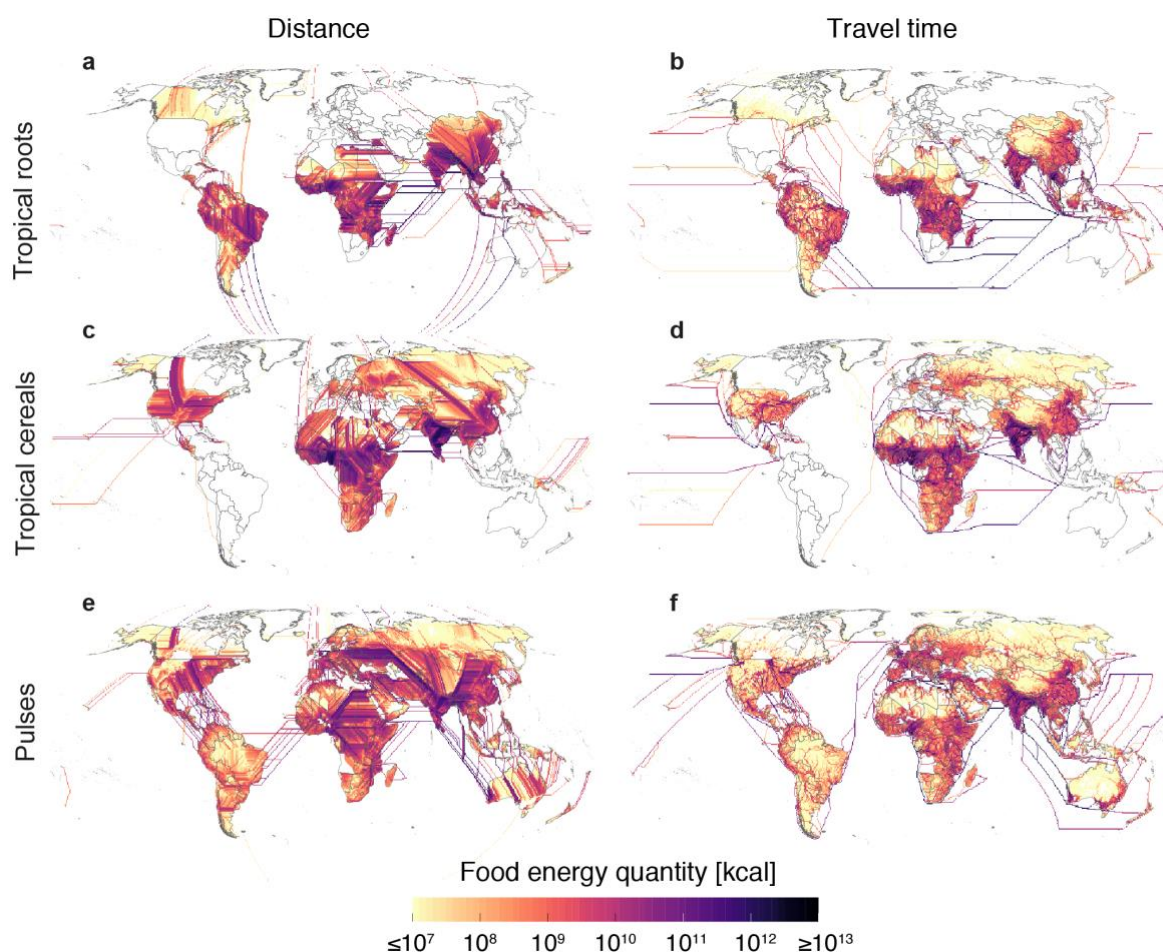 Distance
Travel time
a
b
Tropical roots
c
d
Tropical cereals
e
f
Pulses
Food energy quantity [kcal]
≤10⁷ 10⁸ 10⁹ 10¹⁰ 10¹¹ 10¹² ≥10¹³